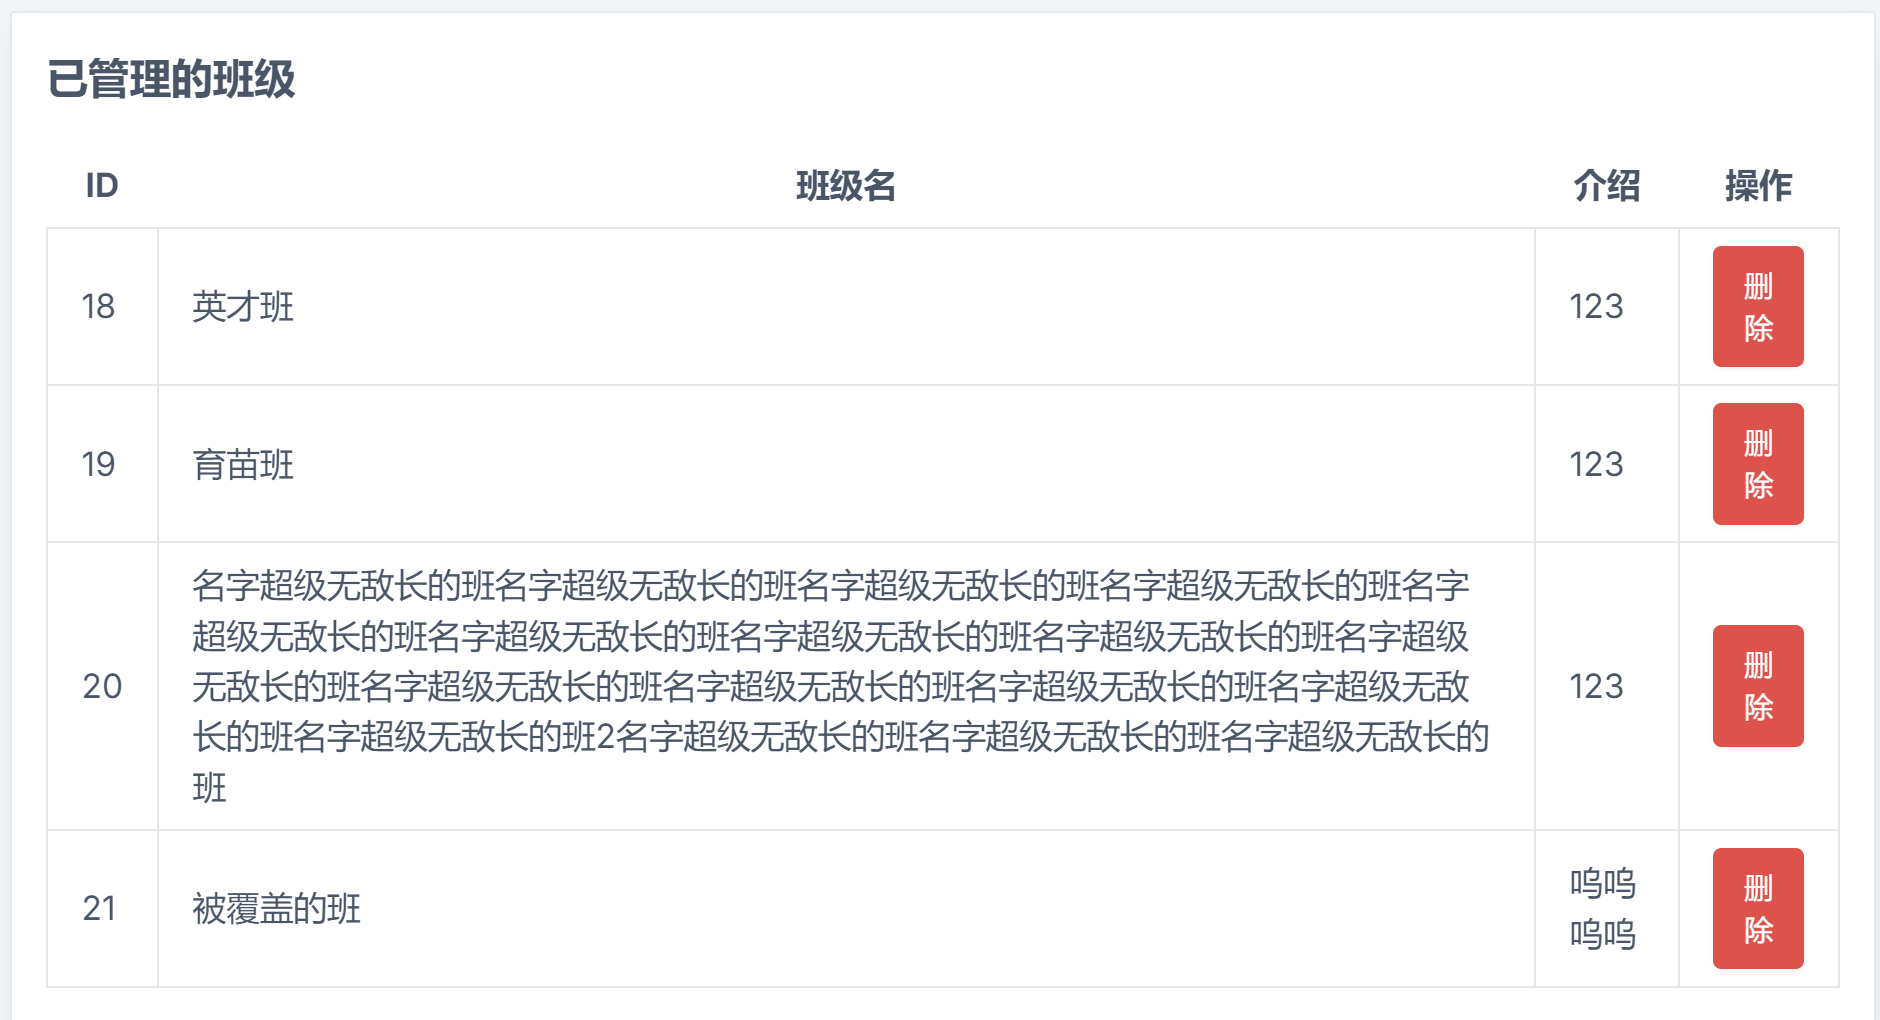 已管理的班级
ID 班级名 介绍 操作
18 英才班 123 删
除
19 育苗班 123 删
除
名字超级无敌长的班名字超级无敌长的班名字超级无敌长的班名字超级无敌长的班名字
超级无敌长的班名字超级无敌长的班名字超级无敌长的班名字超级无敌长的班名字超级
20 无敌长的班名字超级无敌长的班名字超级无敌长的班名字超级无敌长的班名字超级无敌 123 删
除
长的班名字超级无敌长的班2名字超级无敌长的班名字超级无敌长的班名字超级无敌长的
班
21 被覆盖的班 呜呜
呜呜 删
除